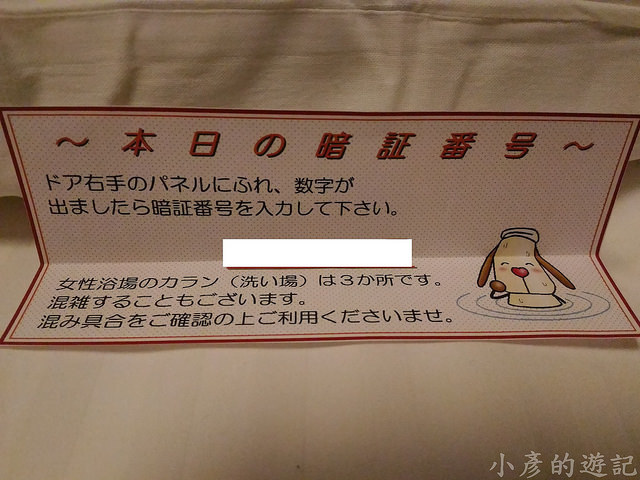 ～本日の暗証番号～
ドア右手のパネルにふれ、数字が
出ましたら暗証番号を入力して下さい。
女性浴場のカラン（洗い場）は３か所です。
混雑することもございます。
混み具合をご確認の上ご利用くださいませ。
小彥的遊記